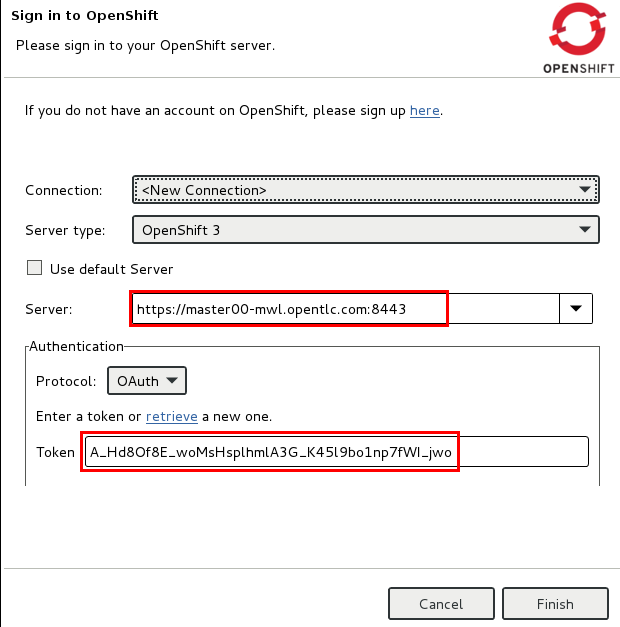 Sign in to OpenShift
Please sign in to your OpenShift server.
OPENSHIFT
If you do not have an account on OpenShift, please sign up here.
Connection: <New Connection>
Server type: OpenShift 3
Use default Server
Server: https://master00-mwl.opentlc.com:8443
Authentication
Protocol: OAuth
Enter a token or retrieve a new one.
Token A_Hd8Of8E_woMsHsplhmlA3G_K45l9bo1np7fWI_jwo
Cancel Finish